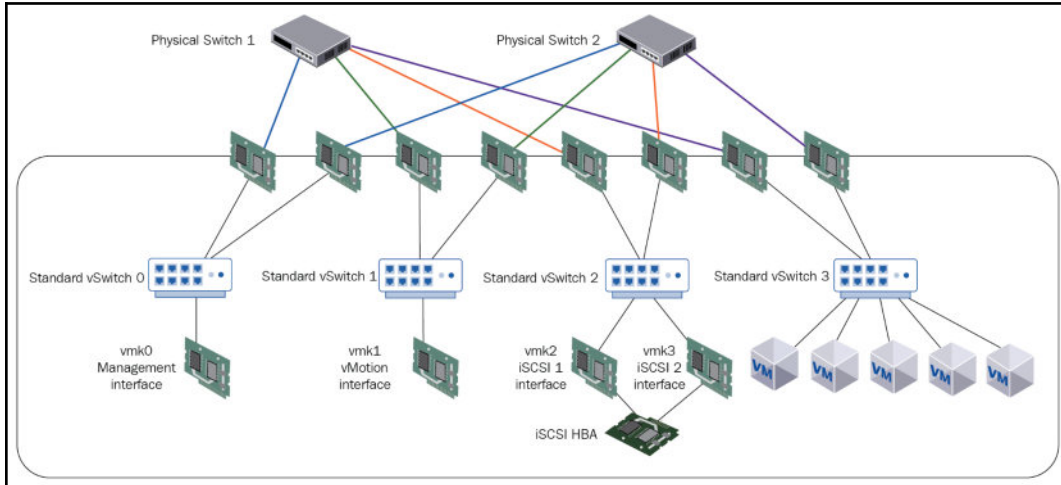 Physical Switch 1
Physical Switch 2
Standard vSwitch 0
Standard vSwitch 1
Standard vSwitch 2
Standard vSwitch 3
vmk0
Management
interface
vmk1
vMotion
interface
vmk2
iSCSI 1
interface
vmk3
iSCSI 2
interface
VM
VM
VM
VM
VM
iSCSI HBA